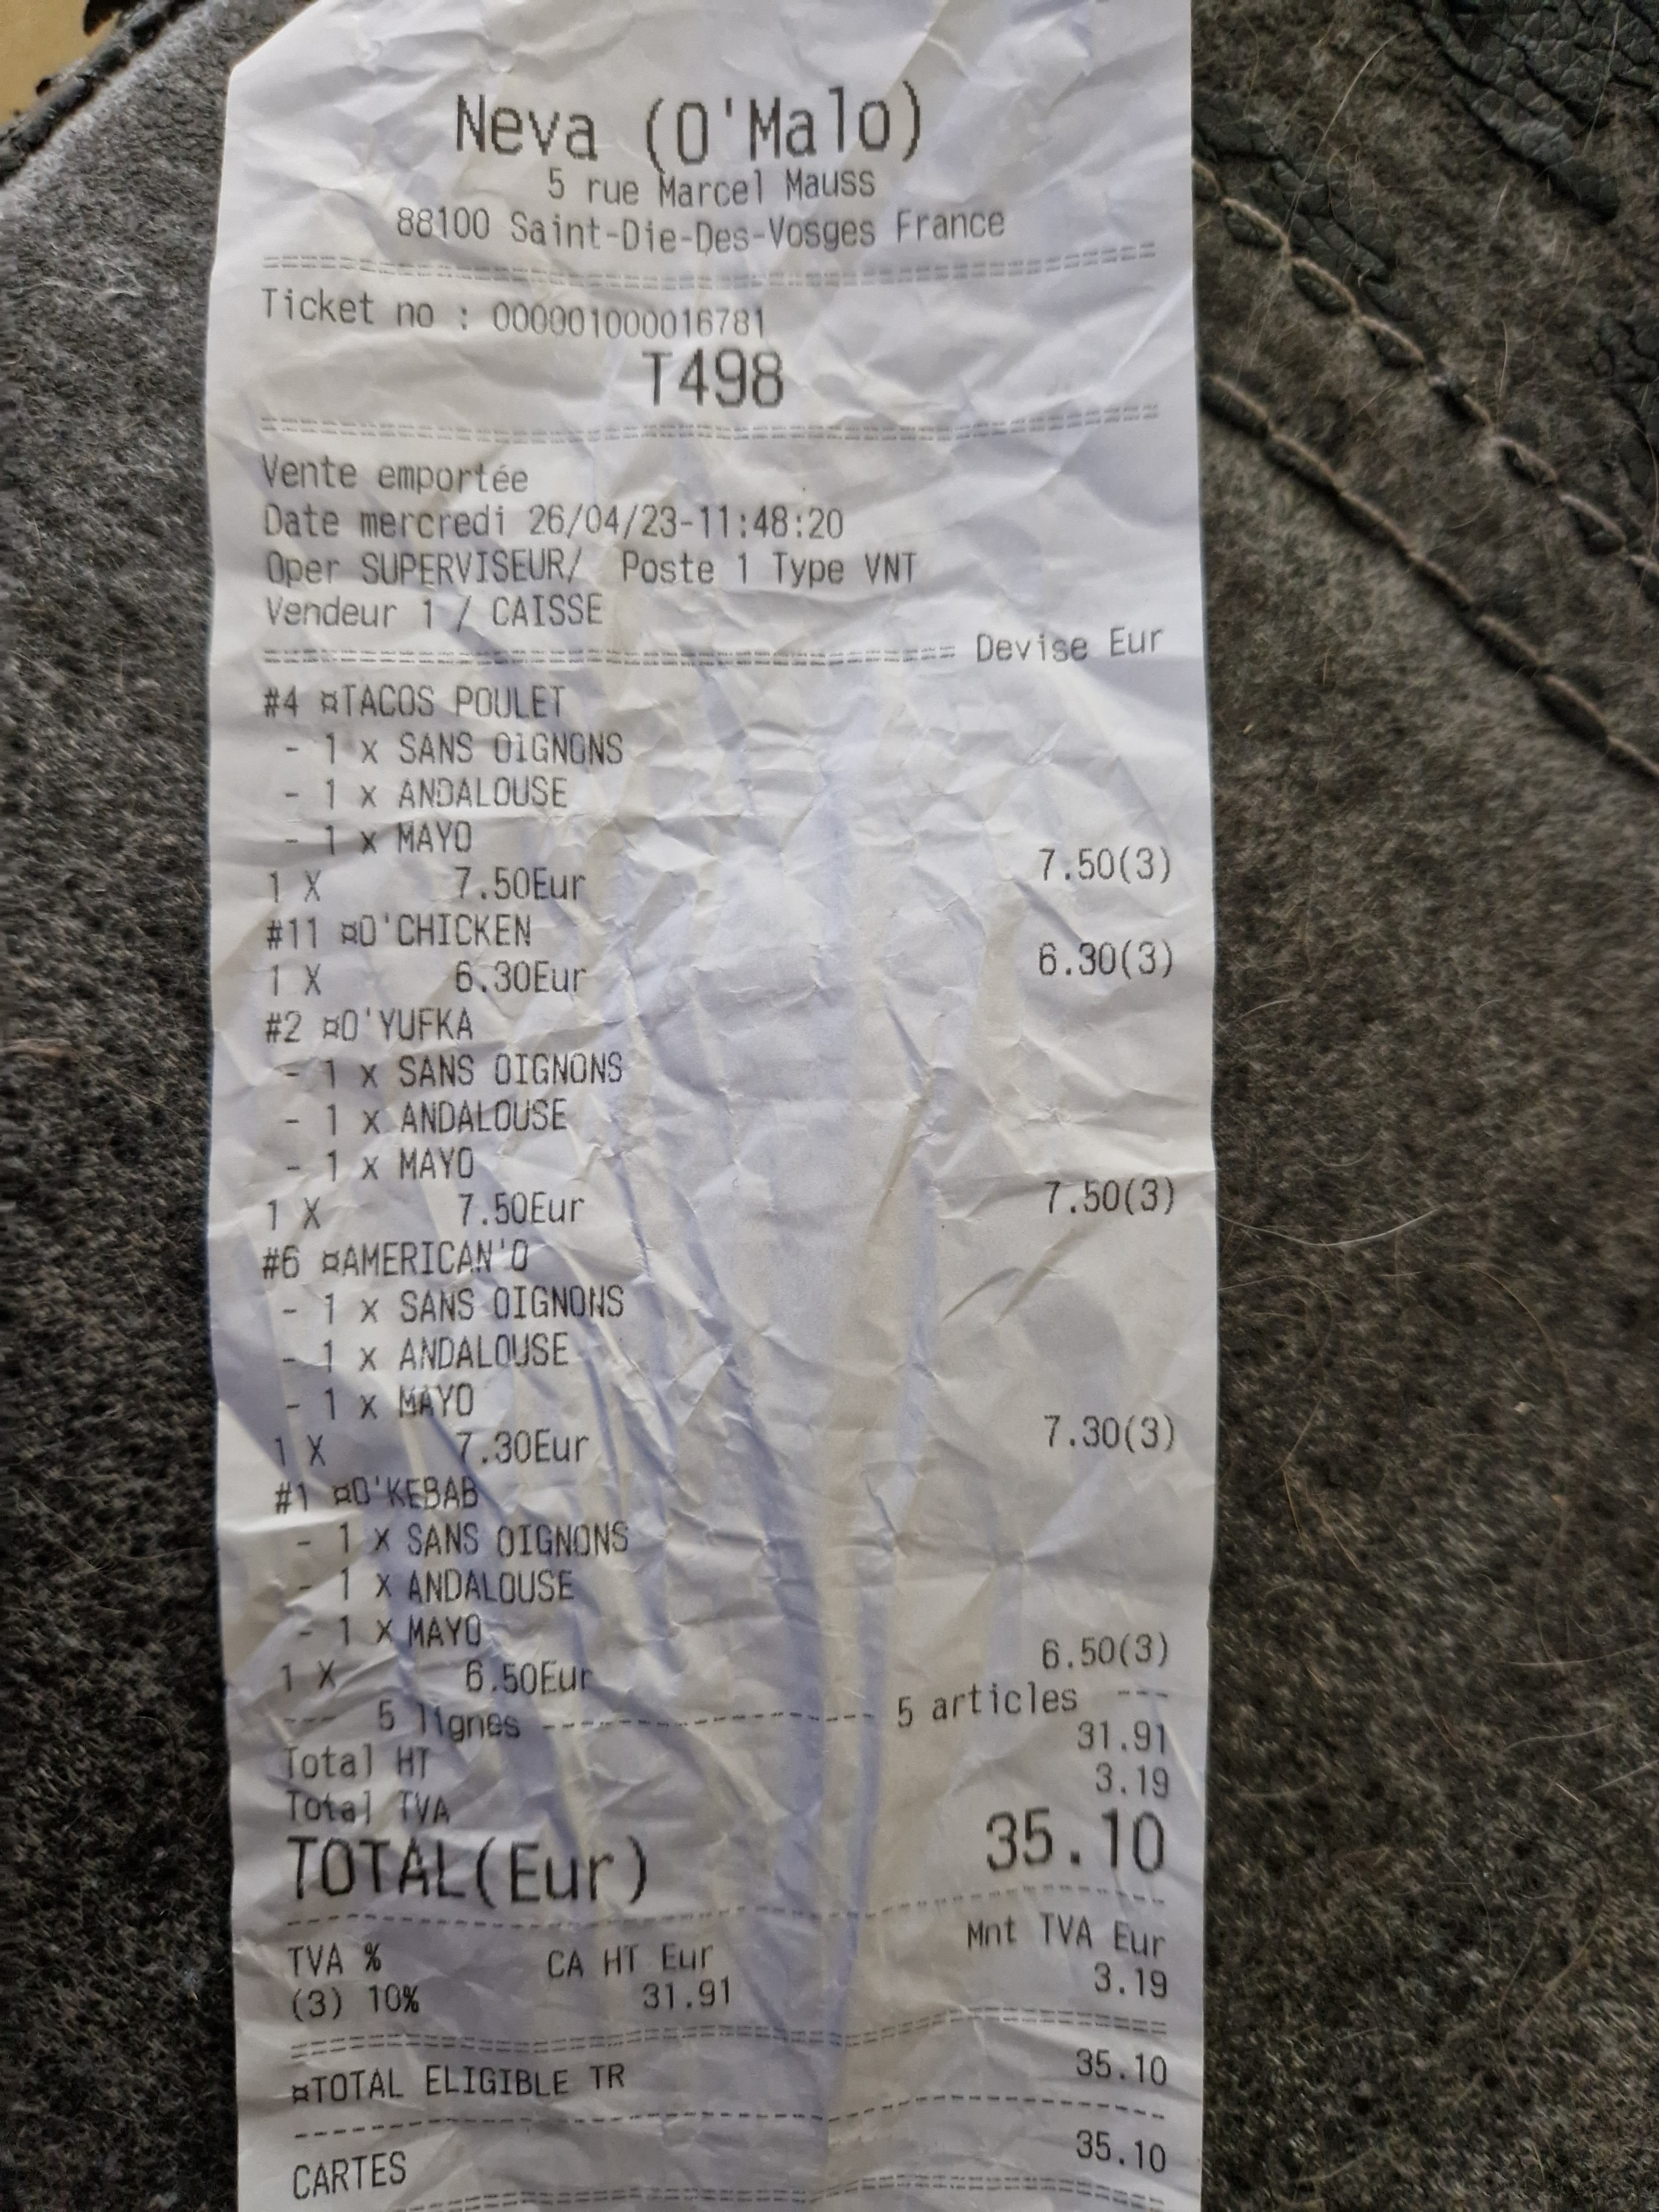 Neva (O'Malo)
5 rue Marcel Mauss
88100 Saint-Die-Des-Vosges France
Ticket no : 000001000016781
T498
Vente emportée
Date mercredi 26/04/23-11:48:20
Oper SUPERVISEUR/ Poste 1 Type VNT
Vendeur 1 / CAISSE
Devise Eur
#4 ¤TACOS POULET
- 1 x SANS OIGNONS
- 1 x ANDALOUSE
- 1 x MAYO
1 X 7.50Eur 7.50(3)
#11 ¤O'CHICKEN
1 X 6.30Eur 6.30(3)
#2 ¤O'YUFKA
- 1 x SANS OIGNONS
- 1 x ANDALOUSE
- 1 x MAYO
1 X 7.50Eur 7.50(3)
#6 ¤AMERICAN'O
- 1 x SANS OIGNONS
- 1 x ANDALOUSE
- 1 x MAYO
1 X 7.30Eur 7.30(3)
#1 ¤O'KEBAB
- 1 x SANS OIGNONS
- 1 x ANDALOUSE
- 1 x MAYO
1 X 6.50Eur 6.50(3)
--- 5 lignes --- 5 articles ---
Total HT 31.91
Total TVA 3.19
TOTAL(Eur) 35.10
TVA % CA HT Eur Mnt TVA Eur
(3) 10% 31.91 3.19
¤TOTAL ELIGIBLE TR 35.10
CARTES 35.10